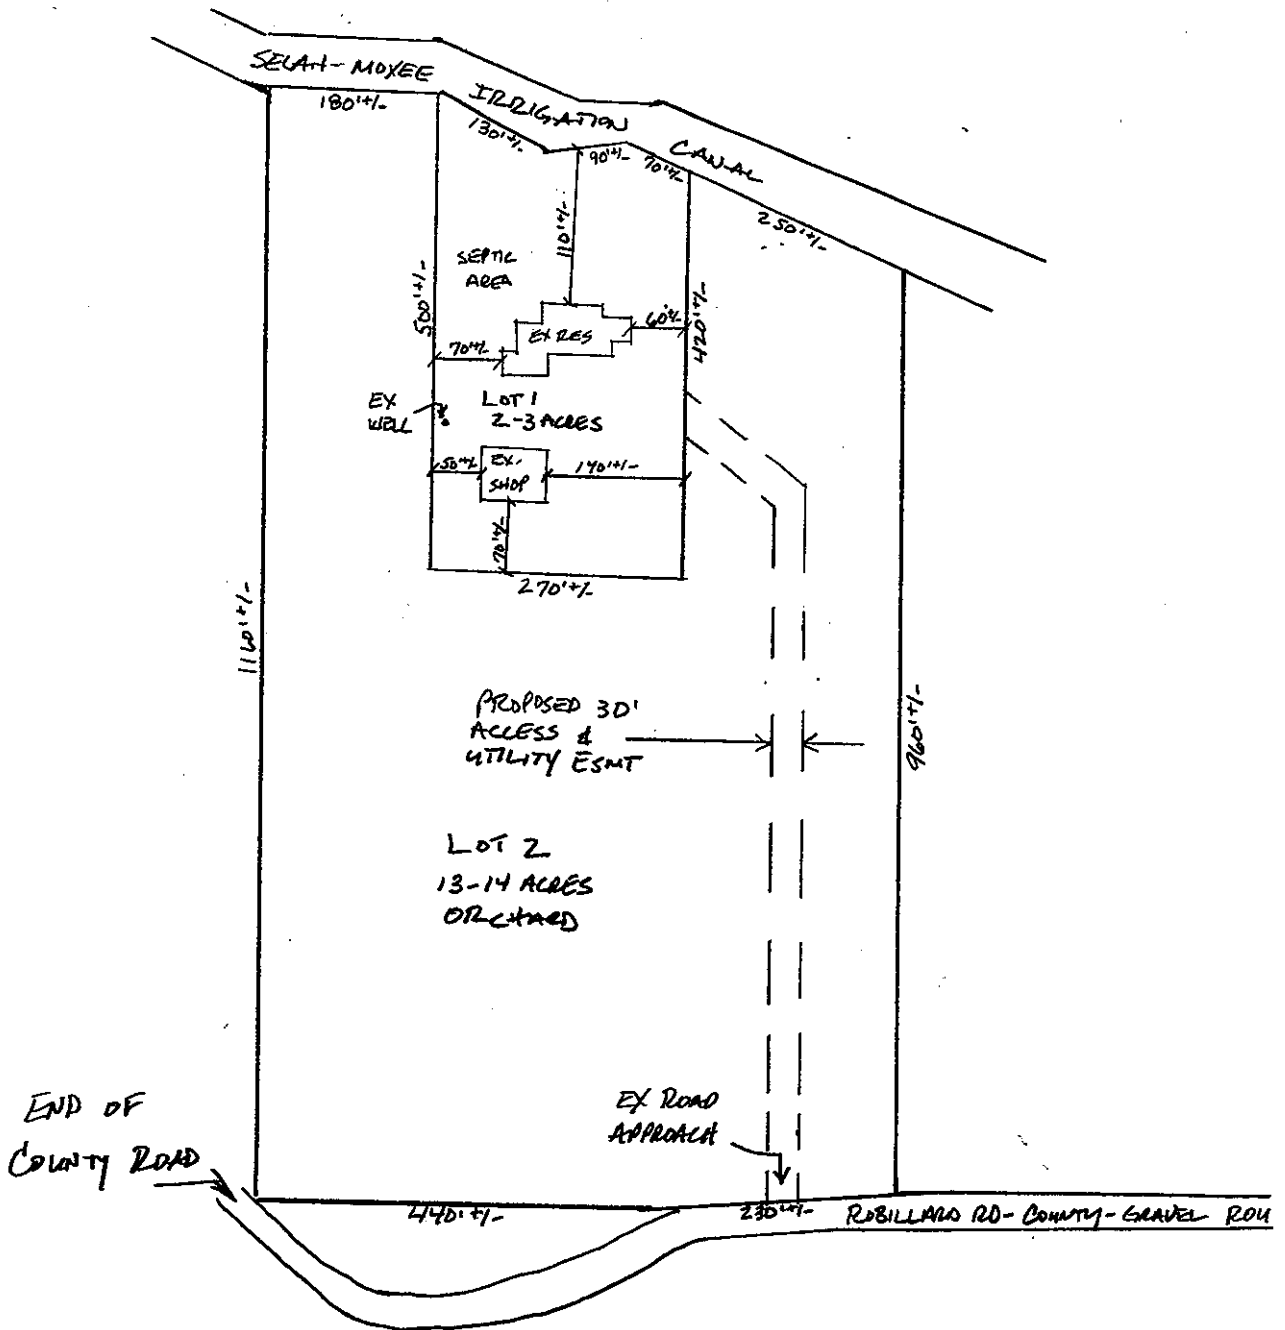 SELAH-MOXEE
IRRIGATION
CANAL
180'+/-
130'+/-
90'+/-
70'+/-
250'+/-
110'+/-
SEPTIC
AREA
500'+/-
EX RES
60'+/-
420'+/-
70'+/-
EX
WELL
LOT 1
2-3 ACRES
50'+/-
EX.
SHOP
140'+/-
70'+/-
270'+/-
1160'+/-
PROPOSED 30'
ACCESS &
UTILITY ESMT
960'+/-
LOT 2
13-14 ACRES
ORCHARD
END OF
COUNTY ROAD
EX ROAD
APPROACH
440'+/-
230'+/-
ROBILLARD RD-COUNTY-GRAVEL